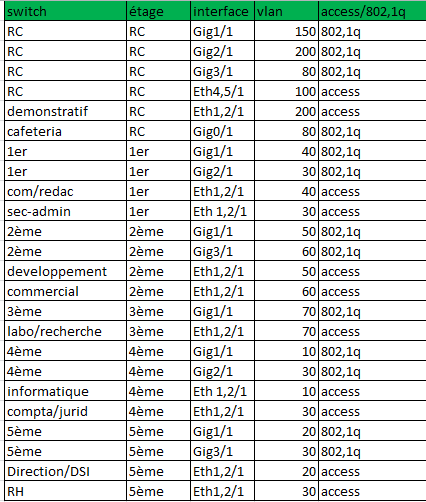 switch étage interface vlan access/802,1q
RC RC Gig1/1 150 802,1q
RC RC Gig2/1 200 802,1q
RC RC Gig3/1 80 802,1q
RC RC Eth4,5/1 100 access
demonstratif RC Eth1,2/1 200 access
cafeteria RC Gig0/1 80 802,1q
1er 1er Gig1/1 40 802,1q
1er 1er Gig2/1 30 802,1q
com/redac 1er Eth1,2/1 40 access
sec-admin 1er Eth 1,2/1 30 access
2ème 2ème Gig1/1 50 802,1q
2ème 2ème Gig3/1 60 802,1q
developpement 2ème Eth1,2/1 50 access
commercial 2ème Eth1,2/1 60 access
3ème 3ème Gig1/1 70 802,1q
labo/recherche 3ème Eth1,2/1 70 access
4ème 4ème Gig1/1 10 802,1q
4ème 4ème Gig2/1 30 802,1q
informatique 4ème Eth 1,2/1 10 access
compta/jurid 4ème Eth1,2/1 30 access
5ème 5ème Gig1/1 20 802,1q
5ème 5ème Gig3/1 30 802,1q
Direction/DSI 5ème Eth1,2/1 20 access
RH 5ème Eth1,2/1 30 access